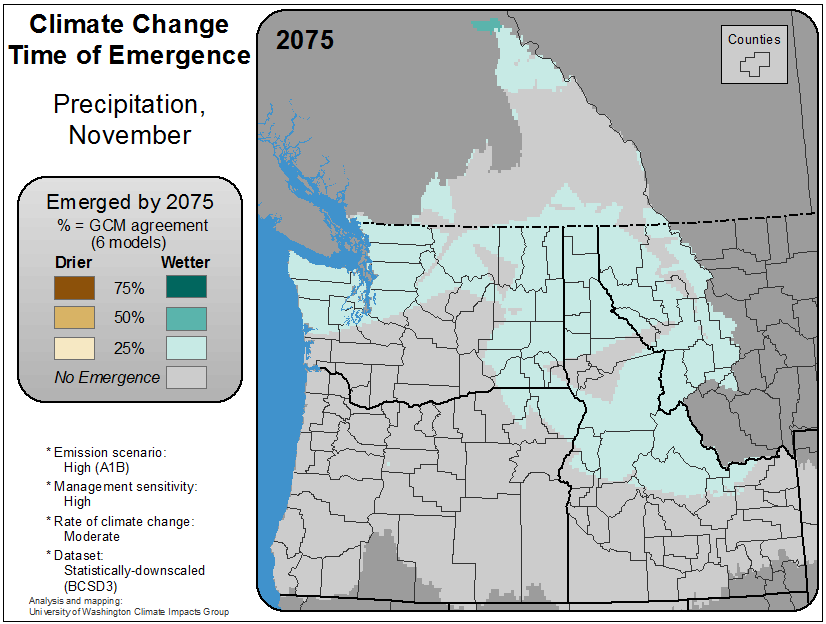 Climate Change
Time of Emergence
Precipitation,
November
Emerged by 2075
% = GCM agreement
(6 models)
Drier Wetter
75%
50%
25%
No Emergence
* Emission scenario:
High (A1B)
* Management sensitivity:
High
* Rate of climate change:
Moderate
* Dataset:
Statistically-downscaled
(BCSD3)
Analysis and mapping:
University of Washington Climate Impacts Group
2075
Counties